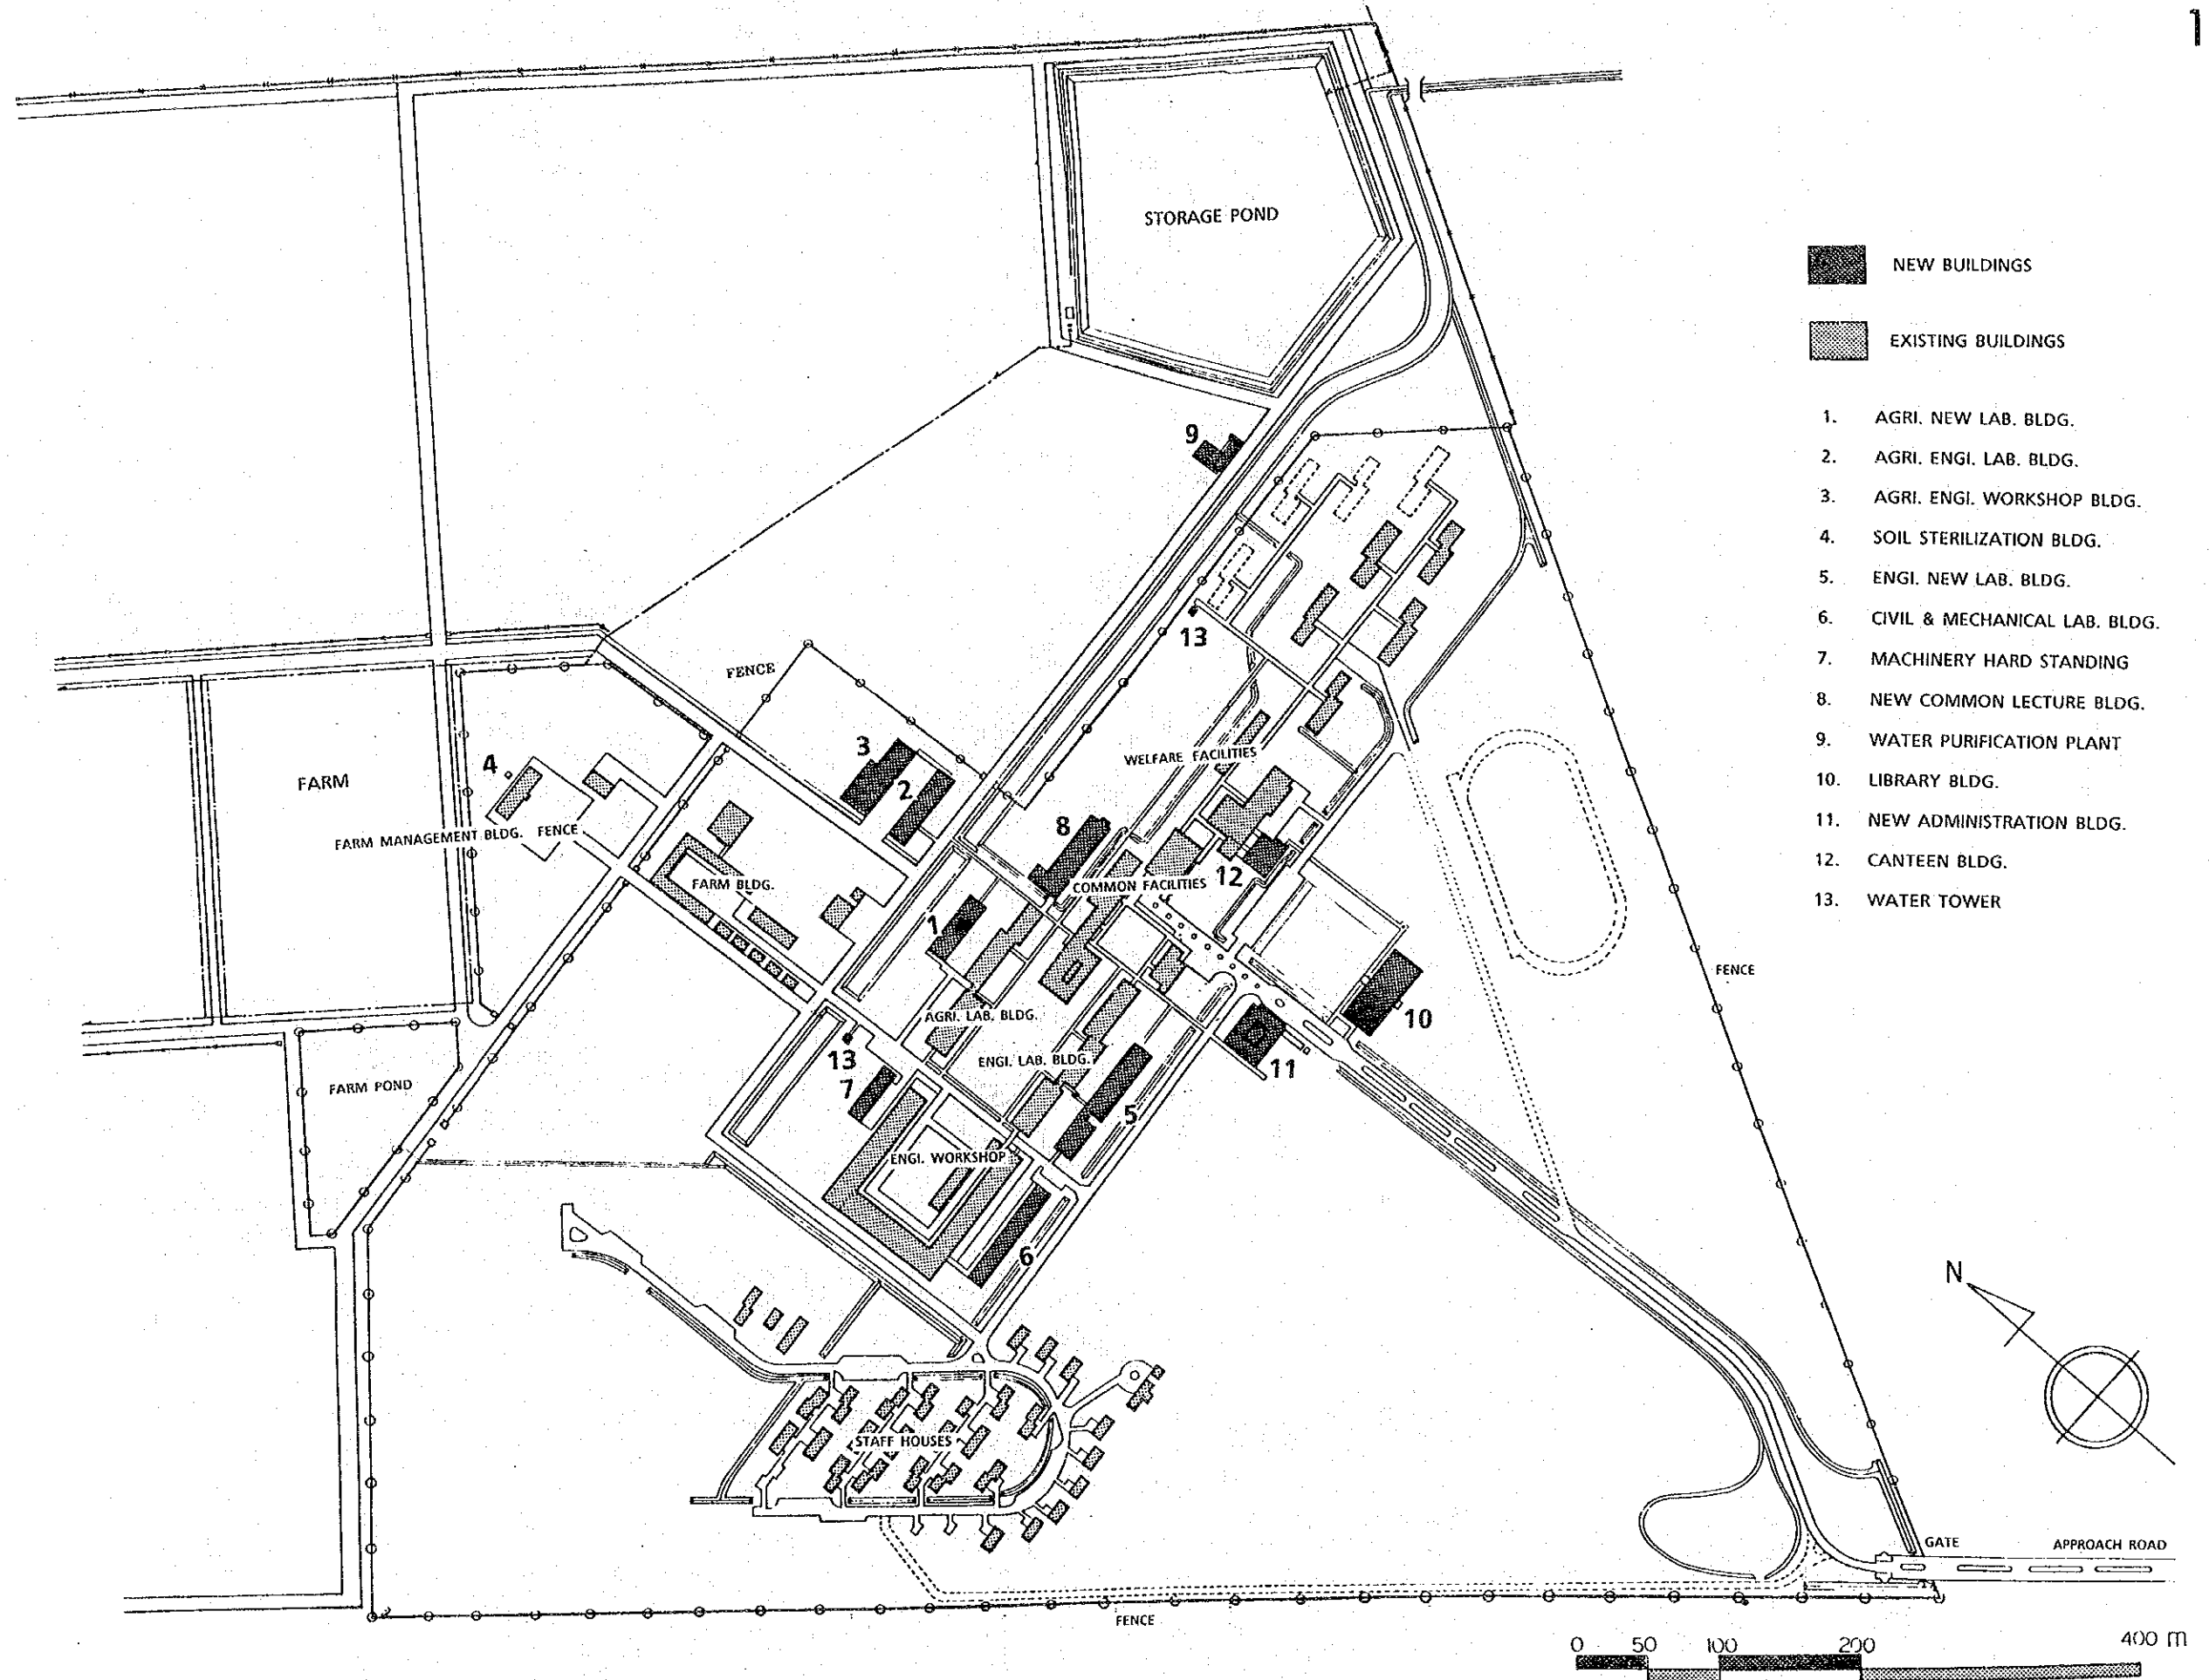 1
STORAGE POND
NEW BUILDINGS
EXISTING BUILDINGS
1. AGRI. NEW LAB. BLDG.
2. AGRI. ENGI. LAB. BLDG.
3. AGRI. ENGI. WORKSHOP BLDG.
4. SOIL STERILIZATION BLDG.
5. ENGI. NEW LAB. BLDG.
6. CIVIL & MECHANICAL LAB. BLDG.
7. MACHINERY HARD STANDING
8. NEW COMMON LECTURE BLDG.
9. WATER PURIFICATION PLANT
10. LIBRARY BLDG.
11. NEW ADMINISTRATION BLDG.
12. CANTEEN BLDG.
13. WATER TOWER
9
13
FENCE
3
2
4
WELFARE FACILITIES
FARM
8
FARM MANAGEMENT BLDG. FENCE
FARM BLDG.
COMMON FACILITIES
12
1
FENCE
10
AGRI. LAB. BLDG.
13
ENGI. LAB. BLDG.
11
7
FARM POND
5
ENGI. WORKSHOP
6
N
STAFF HOUSES
GATE
APPROACH ROAD
FENCE
0 50 100 200 400 m